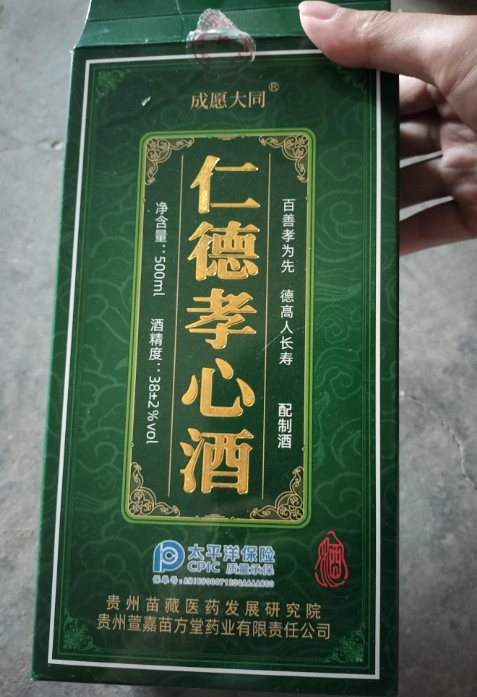 成愿大同®
仁德孝心酒
百善孝为先 德高人长寿 配制酒
净含量：500ml 酒精度：38±2%vol
太平洋保险
CPIC 质量承保
贵州苗藏医药发展研究院
贵州萱嘉苗方堂药业有限责任公司